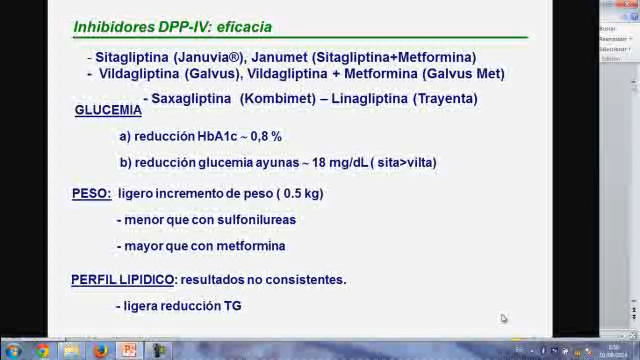 Inhibidores DPP-IV: eficacia
- Sitagliptina (Januvia®), Janumet (Sitagliptina+Metformina)
- Vildagliptina (Galvus), Vildagliptina + Metformina (Galvus Met)
- Saxagliptina (Kombimet) – Linagliptina (Trayenta)
GLUCEMIA
a) reducción HbA1c ~ 0,8 %
b) reducción glucemia ayunas ~ 18 mg/dL ( sita>vilta)
PESO: ligero incremento de peso ( 0.5 kg)
- menor que con sulfonilureas
- mayor que con metformina
PERFIL LIPIDICO: resultados no consistentes.
- ligera reducción TG